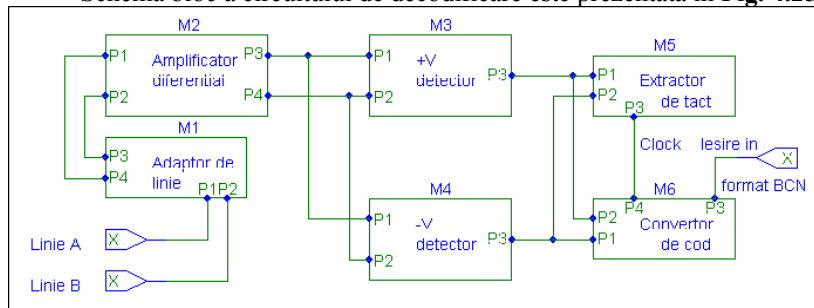 Schema bloc a circuitului de decodificare este prezentata in Fig. 4.23
M2
P1
Amplificator
diferential
P3
P2
P4
M1
P3
Adaptor de
P4
linie
P1P2
Linie A
X
Linie B
X
M3
P1
+V
P3
P2
detector
M4
P1
-V
P3
detector
P2
M5
P1
Extractor
P2
de tact
P3
Clock
Iesire in
X
format BCN
M6
P4
P3
P2
Convertor
P1
de cod